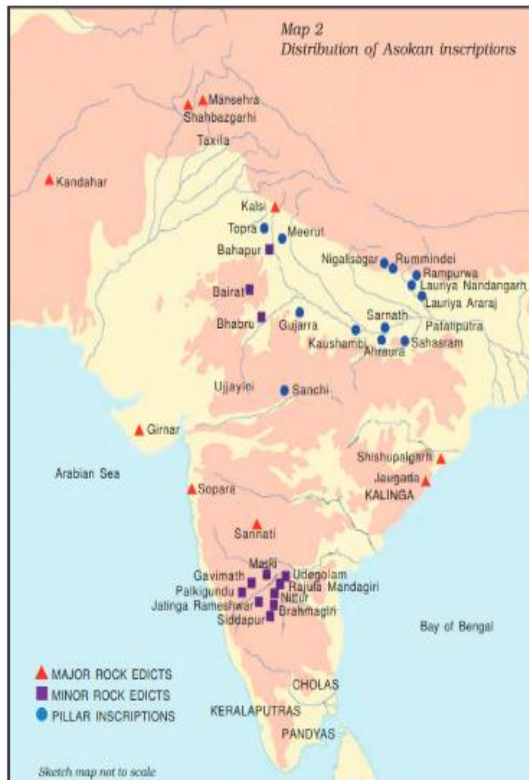 Map 2
Distribution of Asokan inscriptions
Mansehra
Shahbazgarhi
Taxila
Kandahar
Kalsi
Topra
Meerut
Bahapur
Nigalisagar
Rummindei
Rampurwa
Lauriya Nandangarh
Lauriya Araraj
Bairat
Bhabru
Gujarra
Sarnath
Pataliputra
Kaushambi
Ahraura
Sahasram
Ujjayini
Sanchi
Girnar
Shishupalgarh
Arabian Sea
Jaugada
KALINGA
Sopara
Sannati
Maski
Gavimath
Udegolam
Palkigundu
Rajula Mandagiri
Nittur
Jatinga Rameshwar
Brahmagiri
Siddapur
Bay of Bengal
MAJOR ROCK EDICTS
MINOR ROCK EDICTS
PILLAR INSCRIPTIONS
CHOLAS
KERALAPUTRAS
PANDYAS
Sketch map not to scale